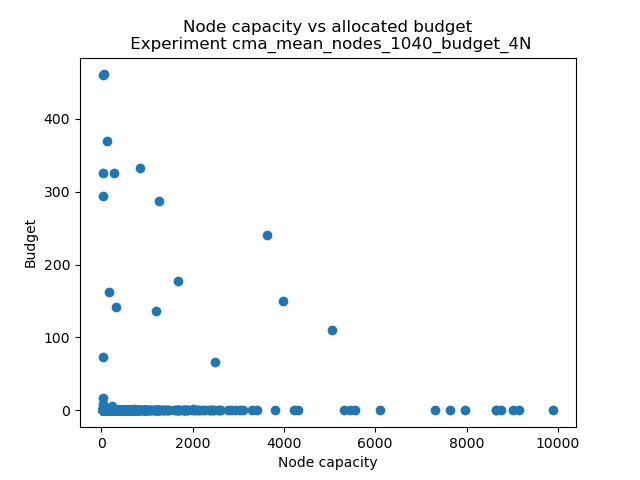 Node capacity vs allocated budget
Experiment cma_mean_nodes_1040_budget_4N
400
300
200
100
0
Budget
0 2000 4000 6000 8000 10000
Node capacity